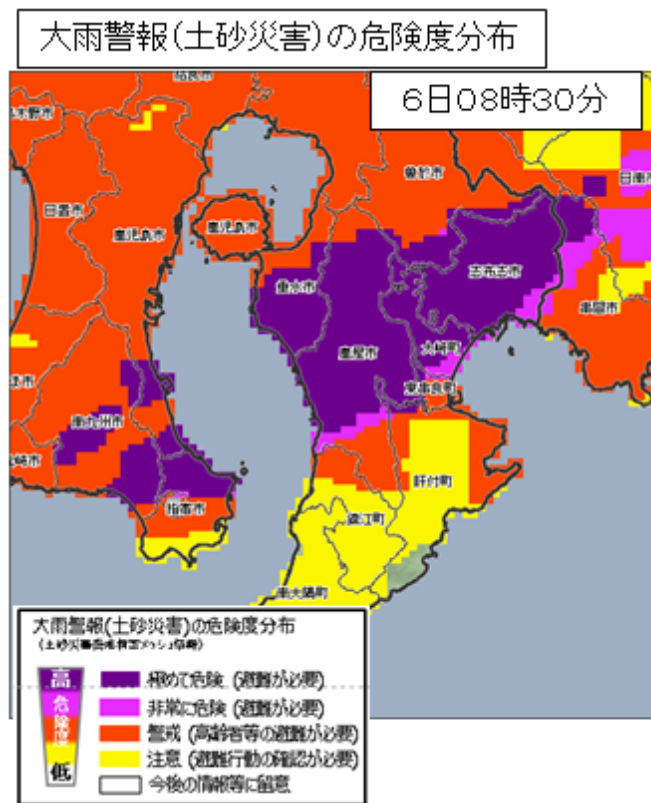 大雨警報(土砂災害)の危険度分布
6日08時30分
日置市
鹿児島市
鹿児島市
曽於市
日南市
垂水市
志布志市
串間市
鹿屋市
大崎町
東串良町
南九州市
指宿市
肝付町
錦江町
南大隅町
大雨警報(土砂災害)の危険度分布
高
危険度
低
極めて危険 (避難が必要)
非常に危険 (避難が必要)
警戒 (高齢者等の避難が必要)
注意 (避難行動の確認が必要)
今後の情報等に留意